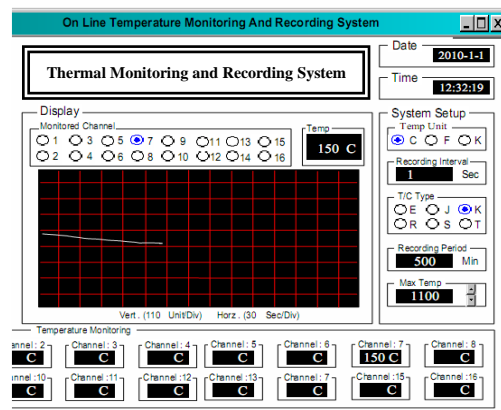 On Line Temperature Monitoring And Recording System
Thermal Monitoring and Recording System
Date
2010-1-1
Time
12:32:19
Display
Monitored Channel
1 3 5 7 9 11 13 15
2 4 6 8 10 12 14 16
Temp
150 C
Vert . (110 Unit/Div) Horz . (30 Sec/Div)
System Setup
Temp Unit
C F K
Recording Interval
1 Sec
T/C Type
E J K
R S T
Recording Period
500 Min
Max Temp
1100
Temperature Monitoring
annel : 2 Channel : 3 Channel : 4 Channel : 5 Channel : 6 Channel : 7 Channel : 8
C C C C C 150 C C
nnel :10 Channel :11 Channel :12 Channel :13 Channel : 7 Channel :15 Channel :16
C C C C C C C